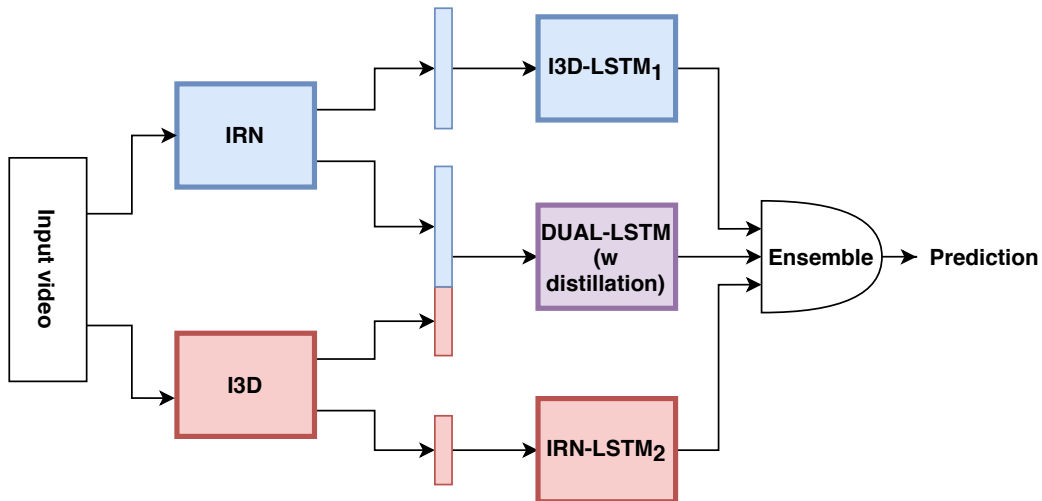 Input video
IRN
I3D
I3D-LSTM1
DUAL-LSTM
(w
distillation)
IRN-LSTM2
Ensemble
Prediction